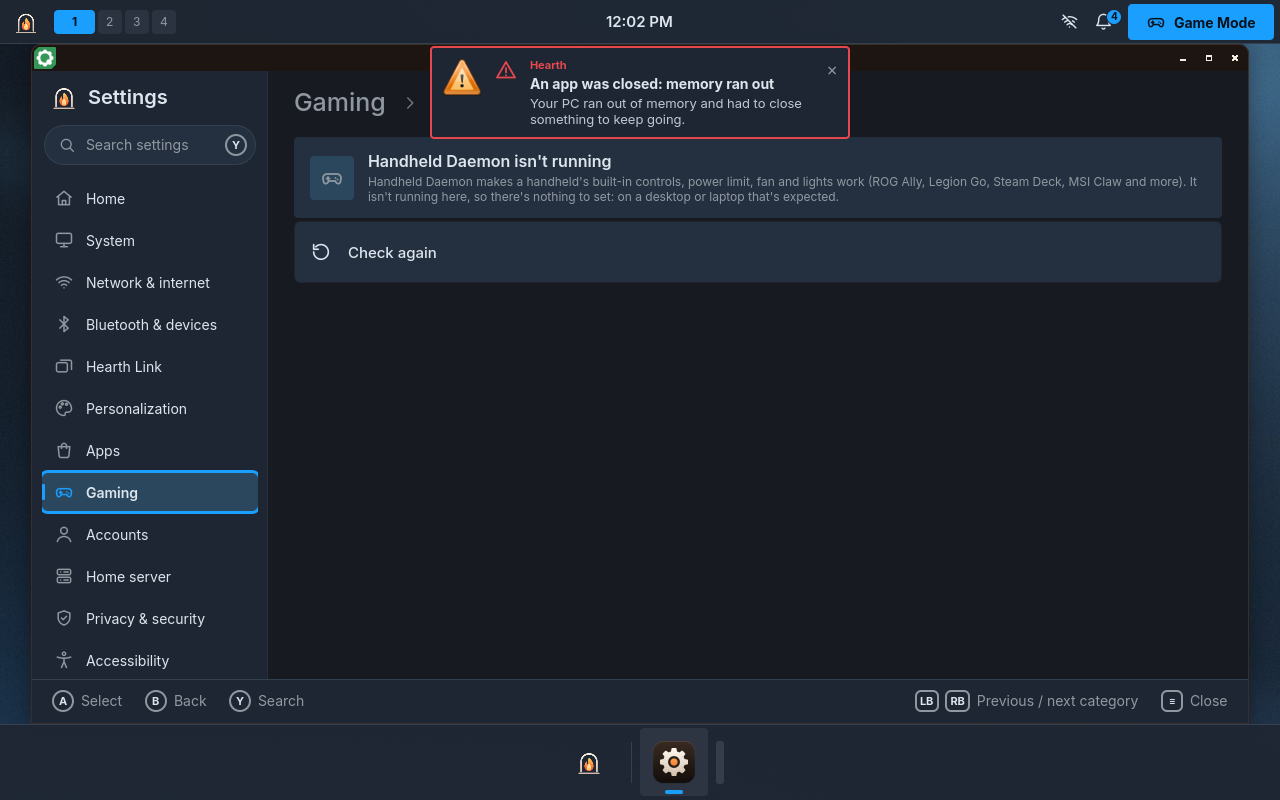 1
2
3
4
12:02 PM
4
Game Mode
Hearth
An app was closed: memory ran out
Your PC ran out of memory and had to close
something to keep going.
Settings
Search settings
Y
Home
System
Network & internet
Bluetooth & devices
Hearth Link
Personalization
Apps
Gaming
Accounts
Home server
Privacy & security
Accessibility
Gaming
Handheld Daemon isn't running
Handheld Daemon makes a handheld's built-in controls, power limit, fan and lights work (ROG Ally, Legion Go, Steam Deck, MSI Claw and more). It
isn't running here, so there's nothing to set: on a desktop or laptop that's expected.
Check again
A Select
B Back
Y Search
LB RB Previous / next category
Close